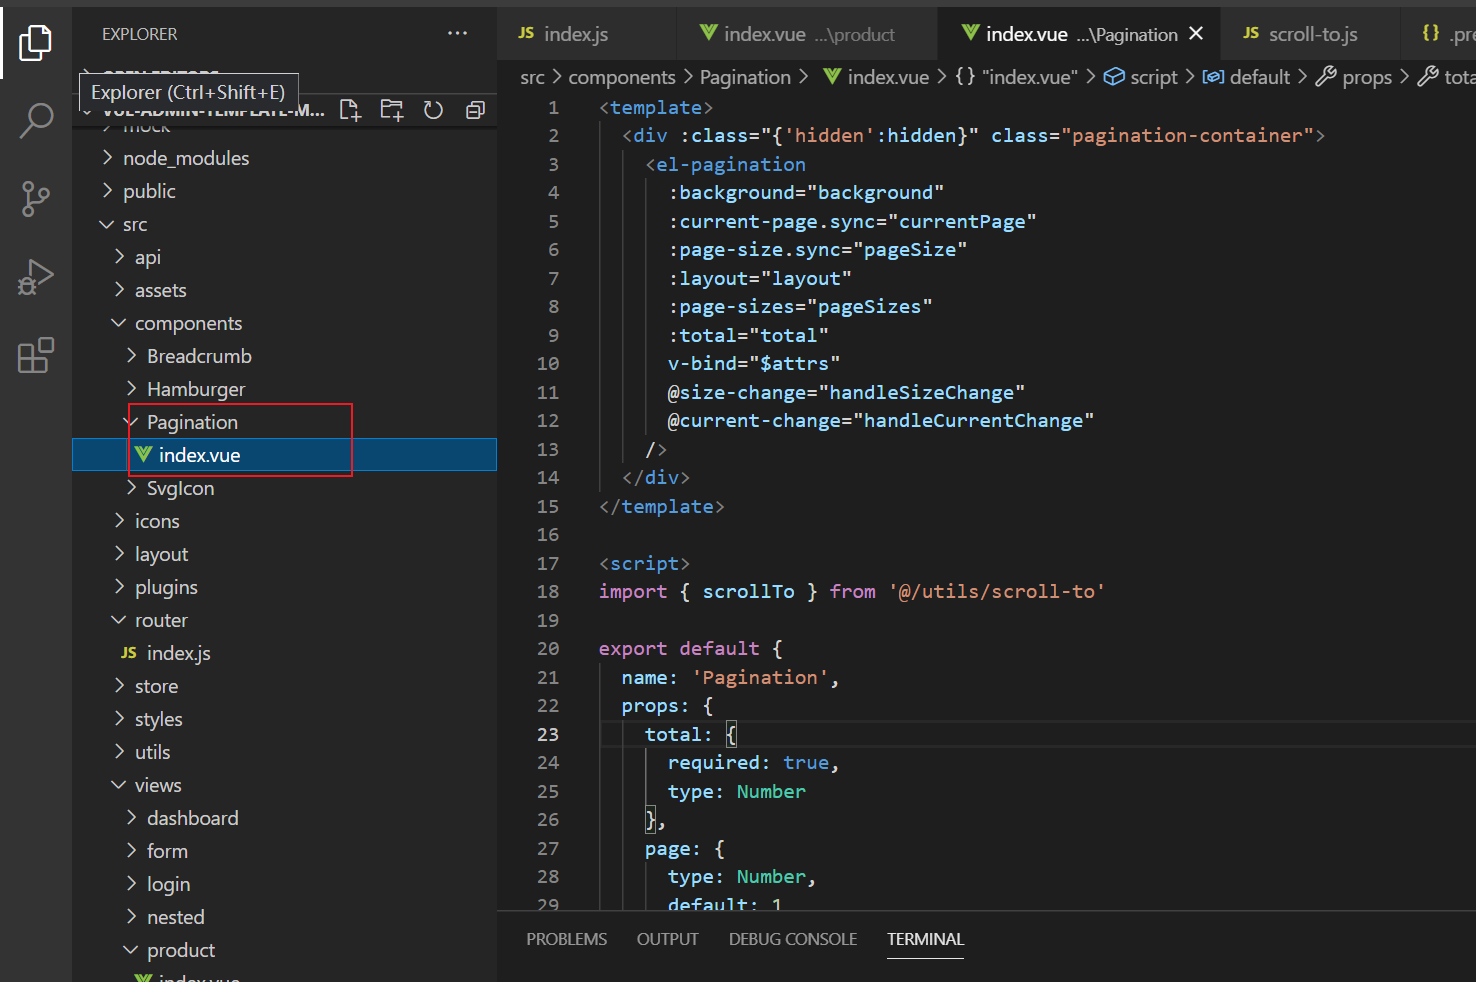 EXPLORER
···
Explorer (Ctrl+Shift+E)
VUE-ADMIN-TEMPLATE-M...
mock
node_modules
public
src
api
assets
components
Breadcrumb
Hamburger
Pagination
index.vue
SvgIcon
icons
layout
plugins
router
JS index.js
store
styles
utils
views
dashboard
form
login
nested
product
index.vue
JS index.js
index.vue ...\product
index.vue ...\Pagination ×
JS scroll-to.js
{} .pre
src > components > Pagination > index.vue > {} "index.vue" > script > default > props > tota
1 <template>
2 <div :class="{'hidden':hidden}" class="pagination-container">
3 <el-pagination
4 :background="background"
5 :current-page.sync="currentPage"
6 :page-size.sync="pageSize"
7 :layout="layout"
8 :page-sizes="pageSizes"
9 :total="total"
10 v-bind="$attrs"
11 @size-change="handleSizeChange"
12 @current-change="handleCurrentChange"
13 />
14 </div>
15 </template>
16
17 <script>
18 import { scrollTo } from '@/utils/scroll-to'
19
20 export default {
21 name: 'Pagination',
22 props: {
23 total: {
24 required: true,
25 type: Number
26 },
27 page: {
28 type: Number,
29 default: 1
PROBLEMS OUTPUT DEBUG CONSOLE TERMINAL